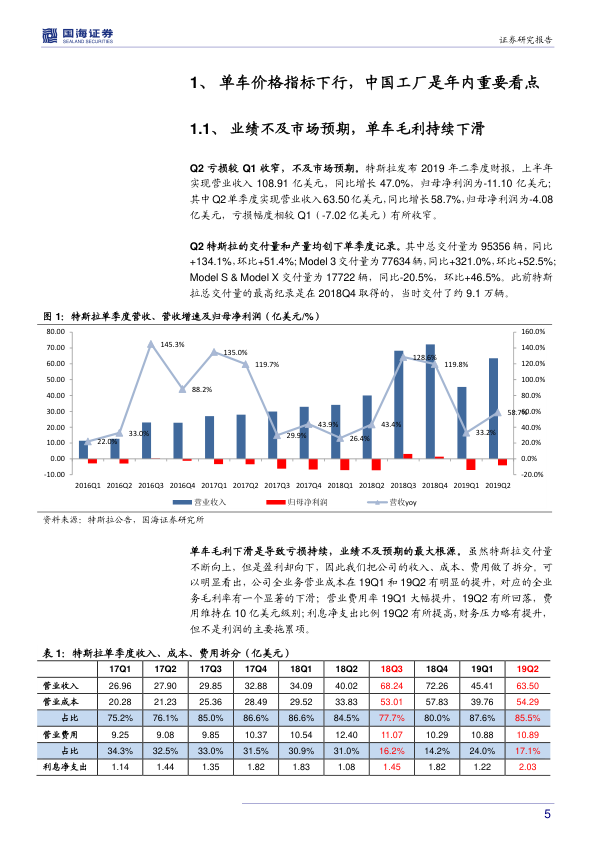 国海证券
SEALAND SECURITIES
证券研究报告
1、 单车价格指标下行，中国工厂是年内重要看点
1.1、 业绩不及市场预期，单车毛利持续下滑
Q2 亏损较 Q1 收窄，不及市场预期。特斯拉发布 2019 年二季度财报，上半年
实现营业收入 108.91 亿美元，同比增长 47.0%，归母净利润为-11.10 亿美元；
其中 Q2 单季度实现营业收入 63.50 亿美元，同比增长 58.7%，归母净利润为-4.08
亿美元，亏损幅度相较 Q1（-7.02 亿美元）有所收窄。
Q2 特斯拉的交付量和产量均创下单季度记录。其中总交付量为 95356 辆，同比
+134.1%，环比+51.4%；Model 3 交付量为 77634 辆，同比+321.0%，环比+52.5%；
Model S & Model X 交付量为 17722 辆，同比-20.5%，环比+46.5%。此前特斯
拉总交付量的最高纪录是在 2018Q4 取得的，当时交付了约 9.1 万辆。
图 1：特斯拉单季度营收、营收增速及归母净利润（亿美元/%）
80.00 160.0%
70.00 140.0%
60.00 120.0%
50.00 100.0%
40.00 80.0%
30.00 60.0%
20.00 40.0%
10.00 20.0%
0.00 0.0%
-10.00 -20.0%
22.0% 33.0% 145.3% 88.2% 135.0% 119.7% 29.9% 43.9% 26.4% 43.4% 128.6% 119.8% 33.2% 58.7%
2016Q1 2016Q2 2016Q3 2016Q4 2017Q1 2017Q2 2017Q3 2017Q4 2018Q1 2018Q2 2018Q3 2018Q4 2019Q1 2019Q2
营业收入 归母净利润 营收yoy
资料来源：特斯拉公告，国海证券研究所
单车毛利下滑是导致亏损持续，业绩不及预期的最大根源。虽然特斯拉交付量
不断向上，但是盈利却向下，因此我们把公司的收入、成本、费用做了拆分。可
以明显看出，公司全业务营业成本在 19Q1 和 19Q2 有明显的提升，对应的全业
务毛利率有一个显著的下滑；营业费用率 19Q1 大幅提升，19Q2 有所回落，费
用维持在 10 亿美元级别；利息净支出比例 19Q2 有所提高，财务压力略有提升，
但不是利润的主要拖累项。
表 1：特斯拉单季度收入、成本、费用拆分（亿美元）
17Q1 17Q2 17Q3 17Q4 18Q1 18Q2 18Q3 18Q4 19Q1 19Q2
营业收入 26.96 27.90 29.85 32.88 34.09 40.02 68.24 72.26 45.41 63.50
营业成本 20.28 21.23 25.36 28.49 29.52 33.83 53.01 57.83 39.76 54.29
占比 75.2% 76.1% 85.0% 86.6% 86.6% 84.5% 77.7% 80.0% 87.6% 85.5%
营业费用 9.25 9.08 9.85 10.37 10.54 12.40 11.07 10.29 10.88 10.89
占比 34.3% 32.5% 33.0% 31.5% 30.9% 31.0% 16.2% 14.2% 24.0% 17.1%
利息净支出 1.14 1.44 1.35 1.82 1.83 1.08 1.45 1.82 1.22 2.03
5